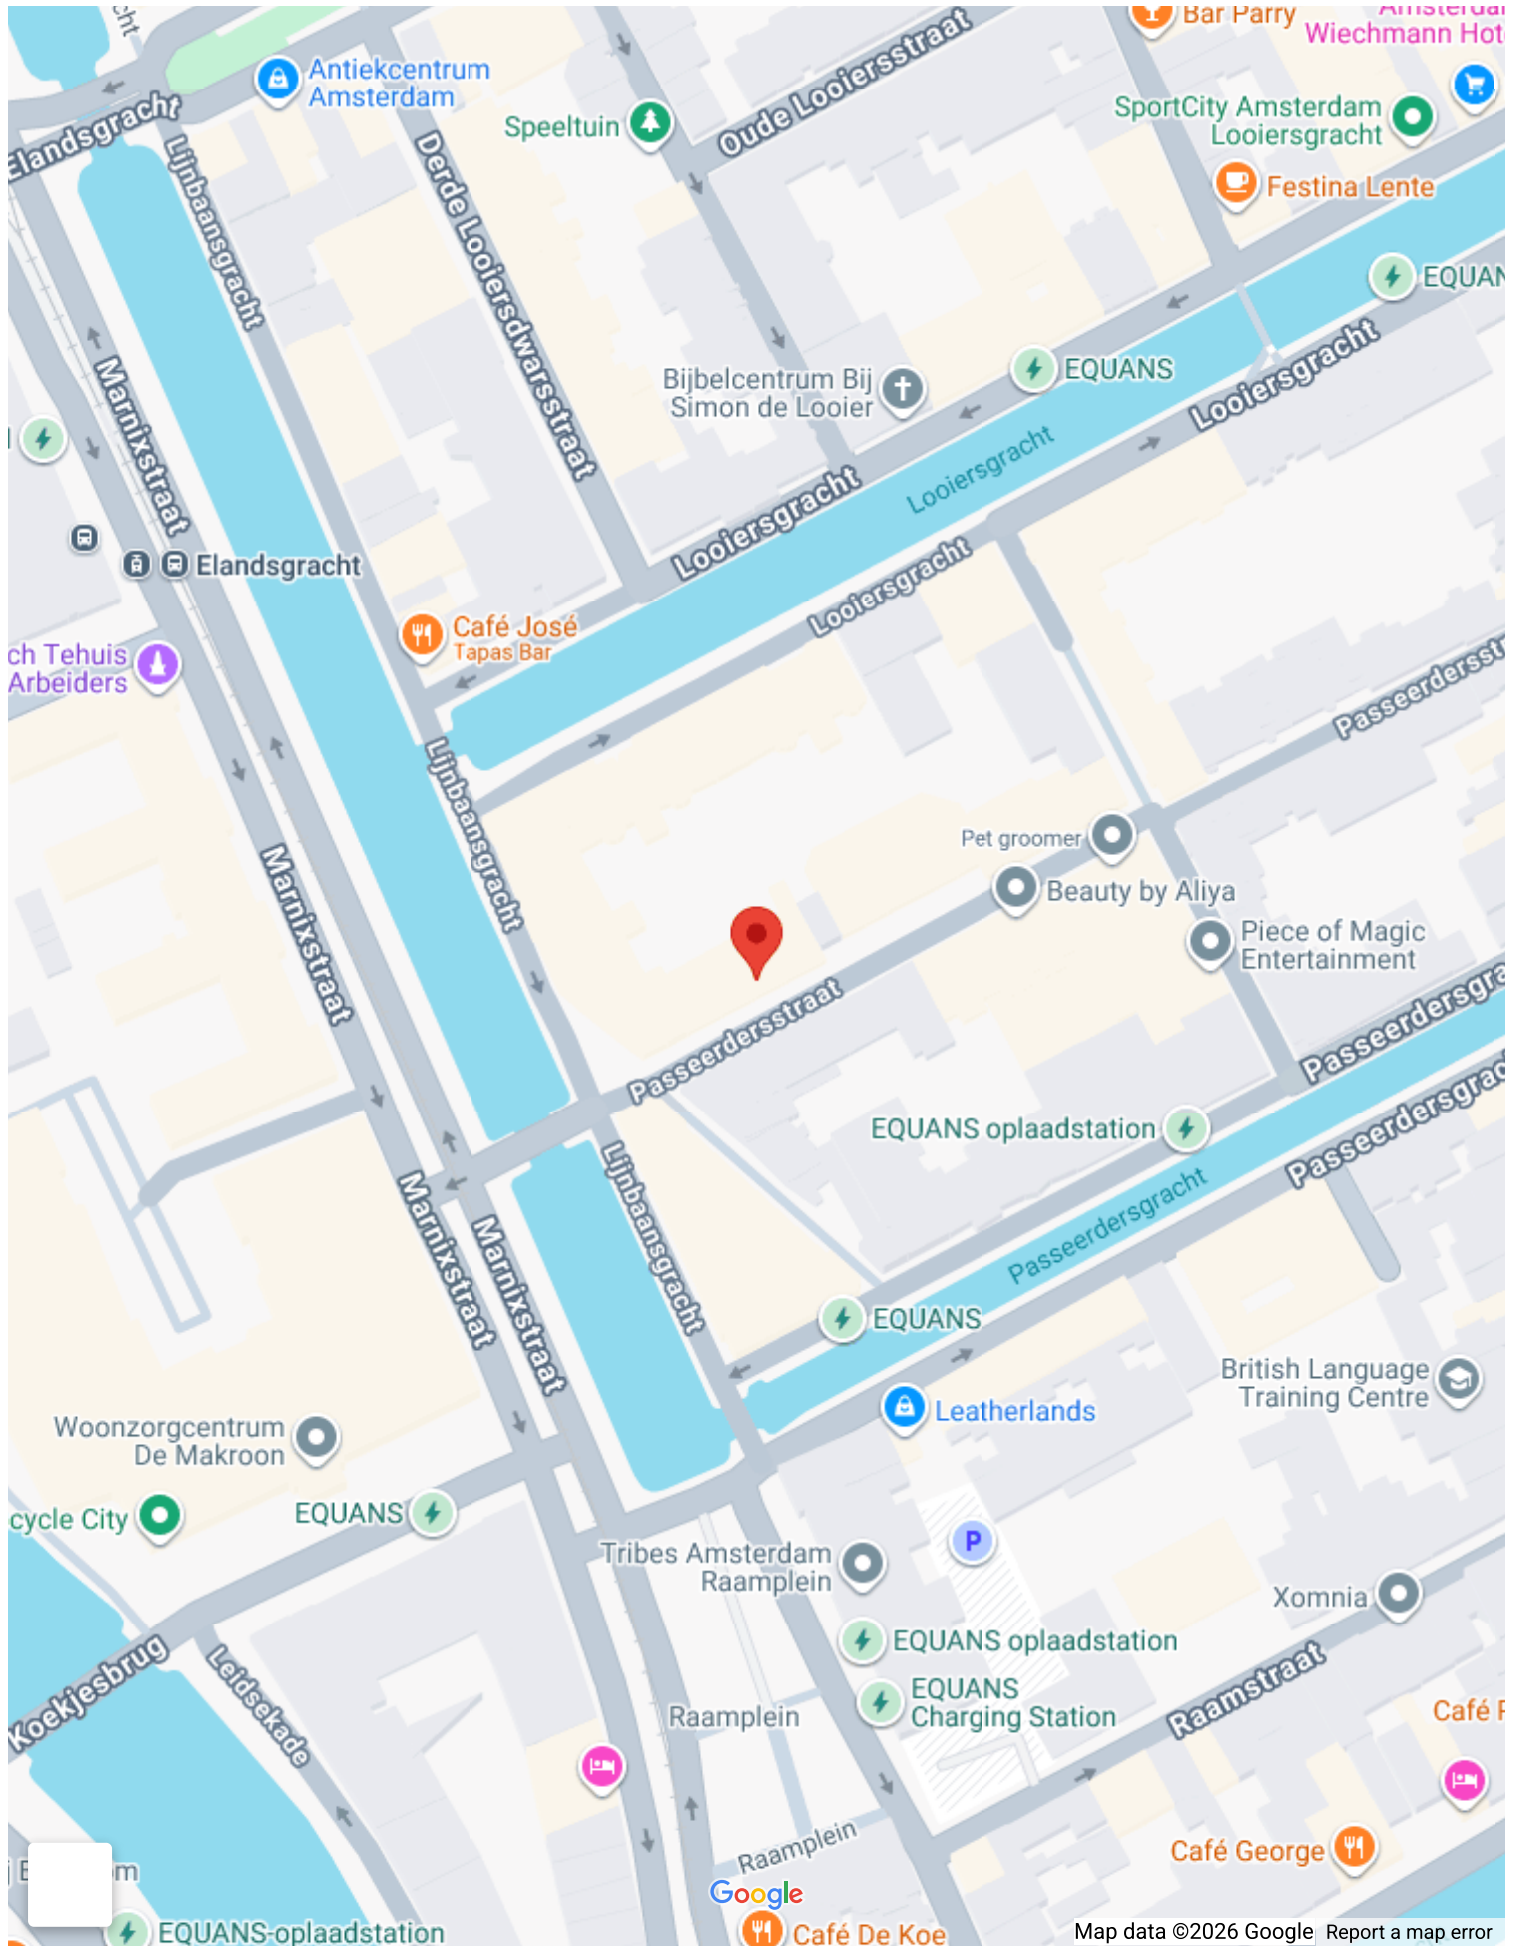 Bar Parry
Wiechmann Hot
Antiekcentrum
Amsterdam
Speeltuin
Oude Looiersstraat
SportCity Amsterdam
Looiersgracht
Festina Lente
Elandsgracht
Lijnbaansgracht
Derde Looiersdwarsstraat
EQUAN
Marnixstraat
Bijbelcentrum Bij
Simon de Looier
EQUANS
Looiersgracht
Looiersgracht
Looiersgracht
Looiersgracht
Elandsgracht
Café José
Tapas Bar
ch Tehuis
Arbeiders
Passeerdersstr
Lijnbaansgracht
Marnixstraat
Pet groomer
Beauty by Aliya
Piece of Magic
Entertainment
Passeerdersstraat
Passeerdersgra
Passeerdersgrac
EQUANS oplaadstation
Passeerdersgracht
Lijnbaansgracht
Marnixstraat
Marnixstraat
EQUANS
Leatherlands
British Language
Training Centre
Woonzorgcentrum
De Makroon
cycle City
EQUANS
Tribes Amsterdam
Raamplein
P
Xomnia
EQUANS oplaadstation
EQUANS
Charging Station
Koekjesbrug
Leidsekade
Raamplein
Raamstraat
Café
Raamplein
Café George
Google
EQUANS-oplaadstation
Café De Koe
Map data ©2026 Google
Report a map error